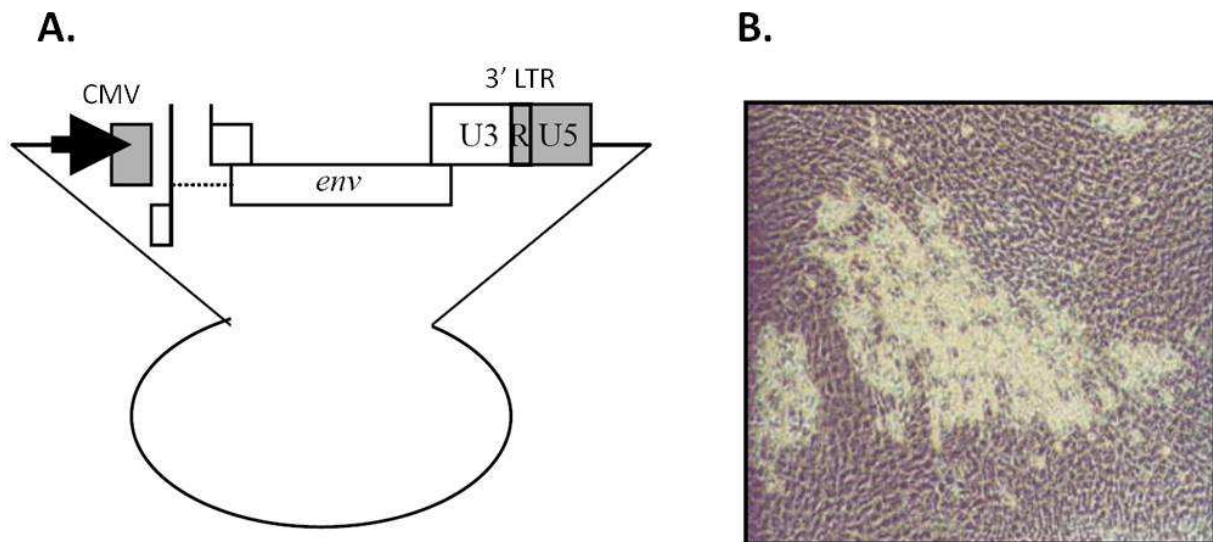 A.
B.
CMV
3' LTR
U3 R U5
env